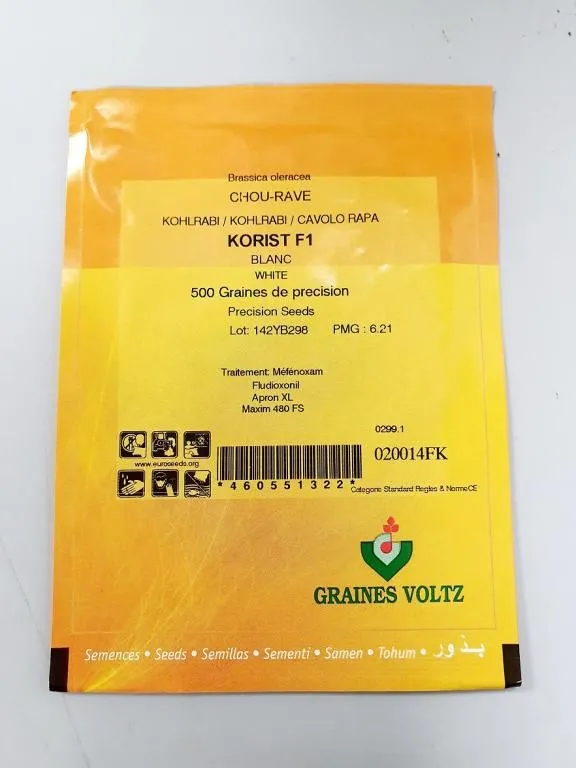 Brassica oleracea
CHOU-RAVE
KOHLRABI / KOHLRABI / CAVOLO RAPA
KORIST F1
BLANC
WHITE
500 Graines de precision
Precision Seeds
Lot: 142YB298 PMG : 6.21
Traitement: Méfénoxam
Fludioxonil
Apron XL
Maxim 480 FS
0299.1
020014FK
www.euroseeds.org
*460551322*
Categorie Standard Regles & NormeCE
GRAINES VOLTZ
Semences • Seeds • Semillas • Sementi • Samen • Tohum • بذور